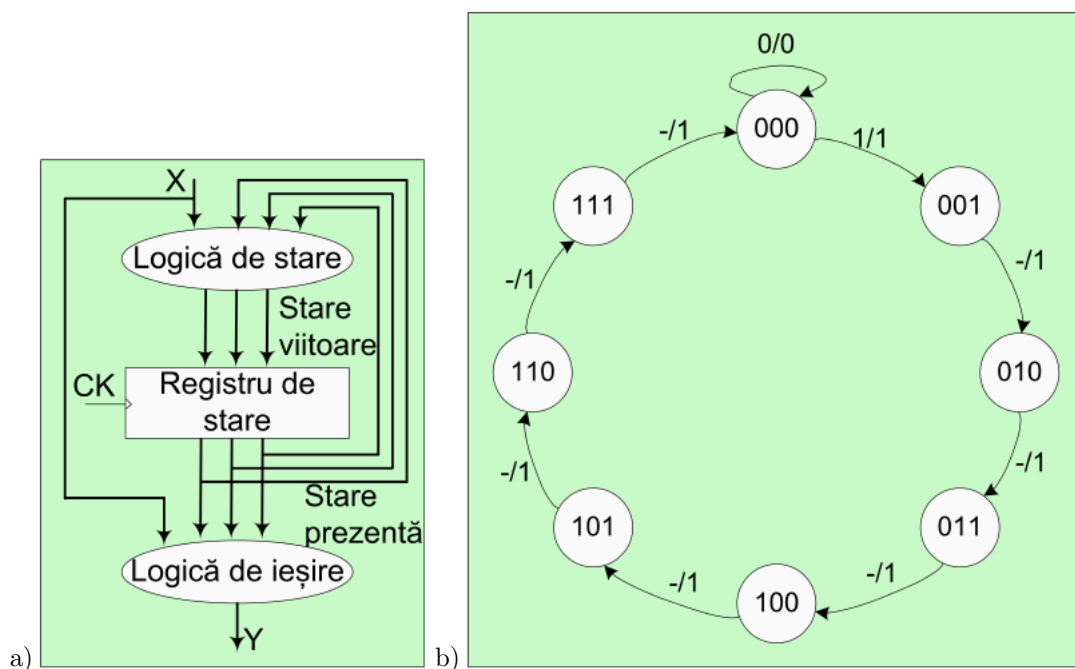 X
Logică de stare
Stare
viitoare
CK
Registru de
stare
Stare
prezentă
Logică de ieșire
Y
a)
0/0
000
-/1
1/1
111
001
-/1
-/1
110
010
-/1
-/1
101
011
-/1
-/1
100
b)